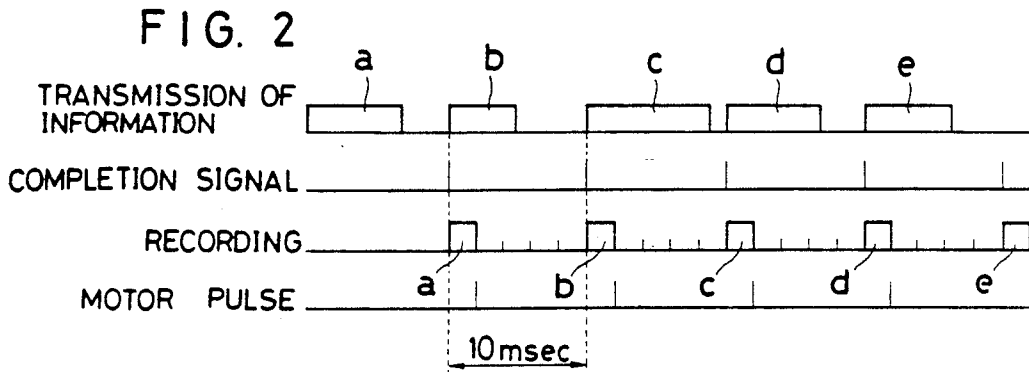 FIG. 2
a b c d e
TRANSMISSION OF
INFORMATION
COMPLETION SIGNAL
RECORDING
a b c d e
MOTOR PULSE
10msec